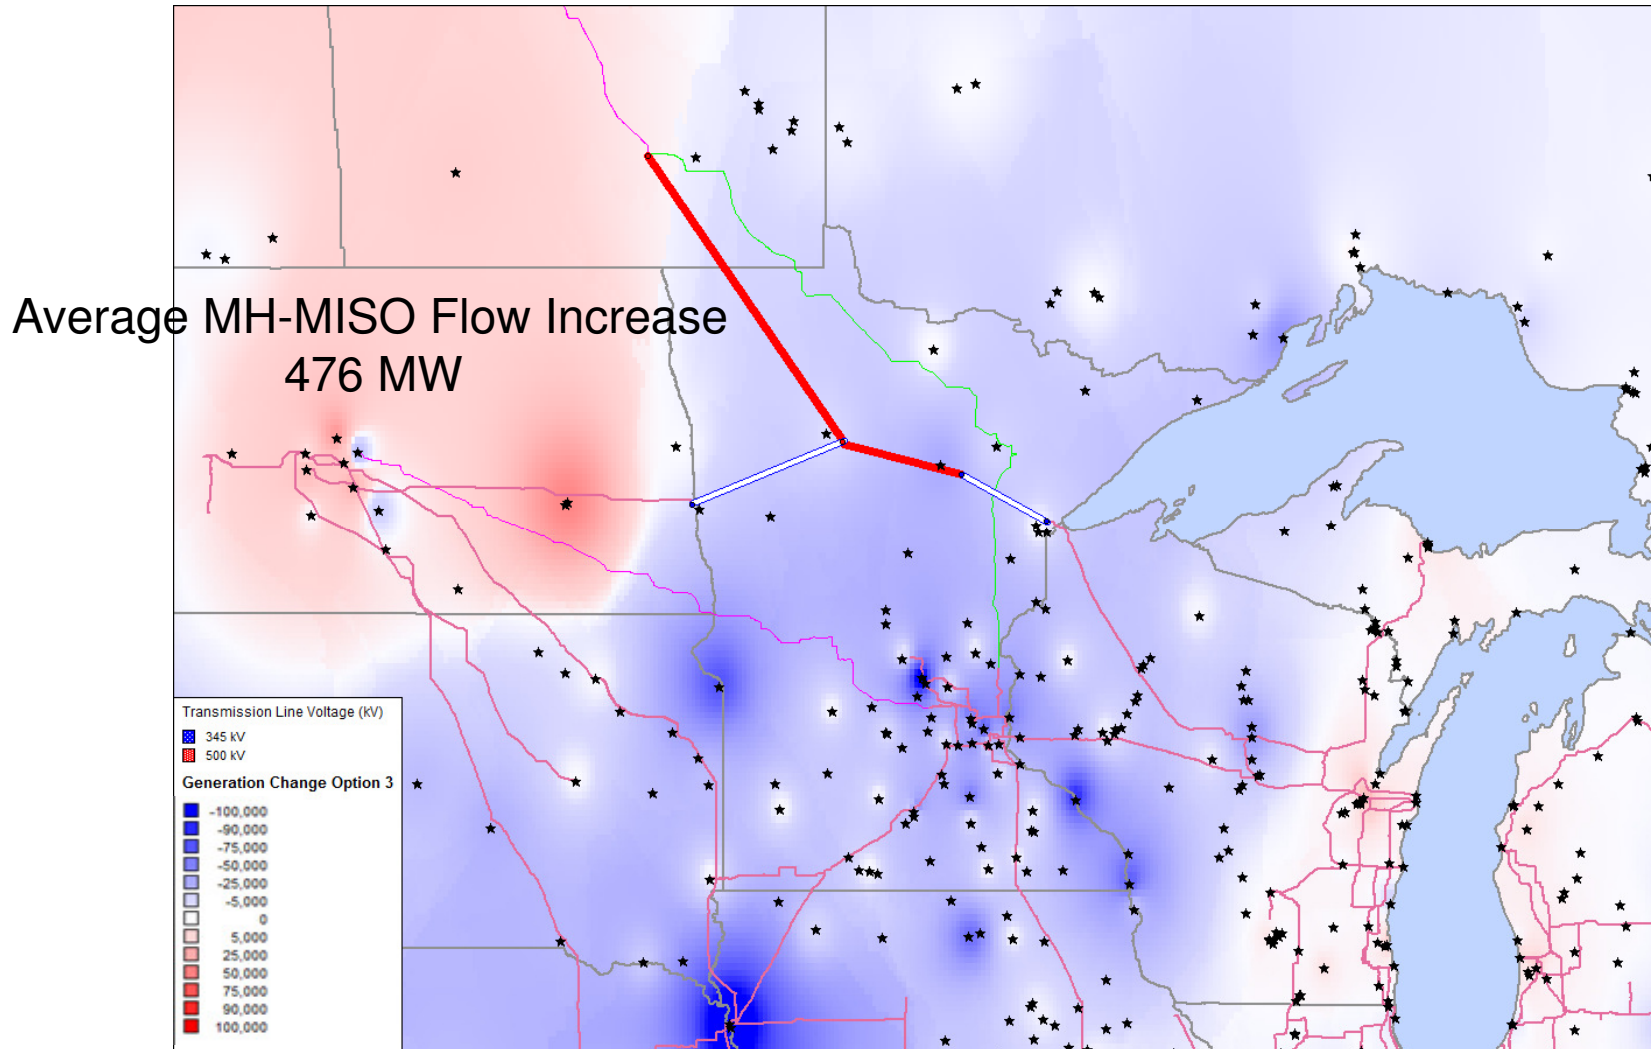 Average MH-MISO Flow Increase
476 MW
Transmission Line Voltage (kV)
345 kV
500 kV
Generation Change Option 3
-100,000
-90,000
-75,000
-50,000
-25,000
-5,000
0
5,000
25,000
50,000
75,000
90,000
100,000